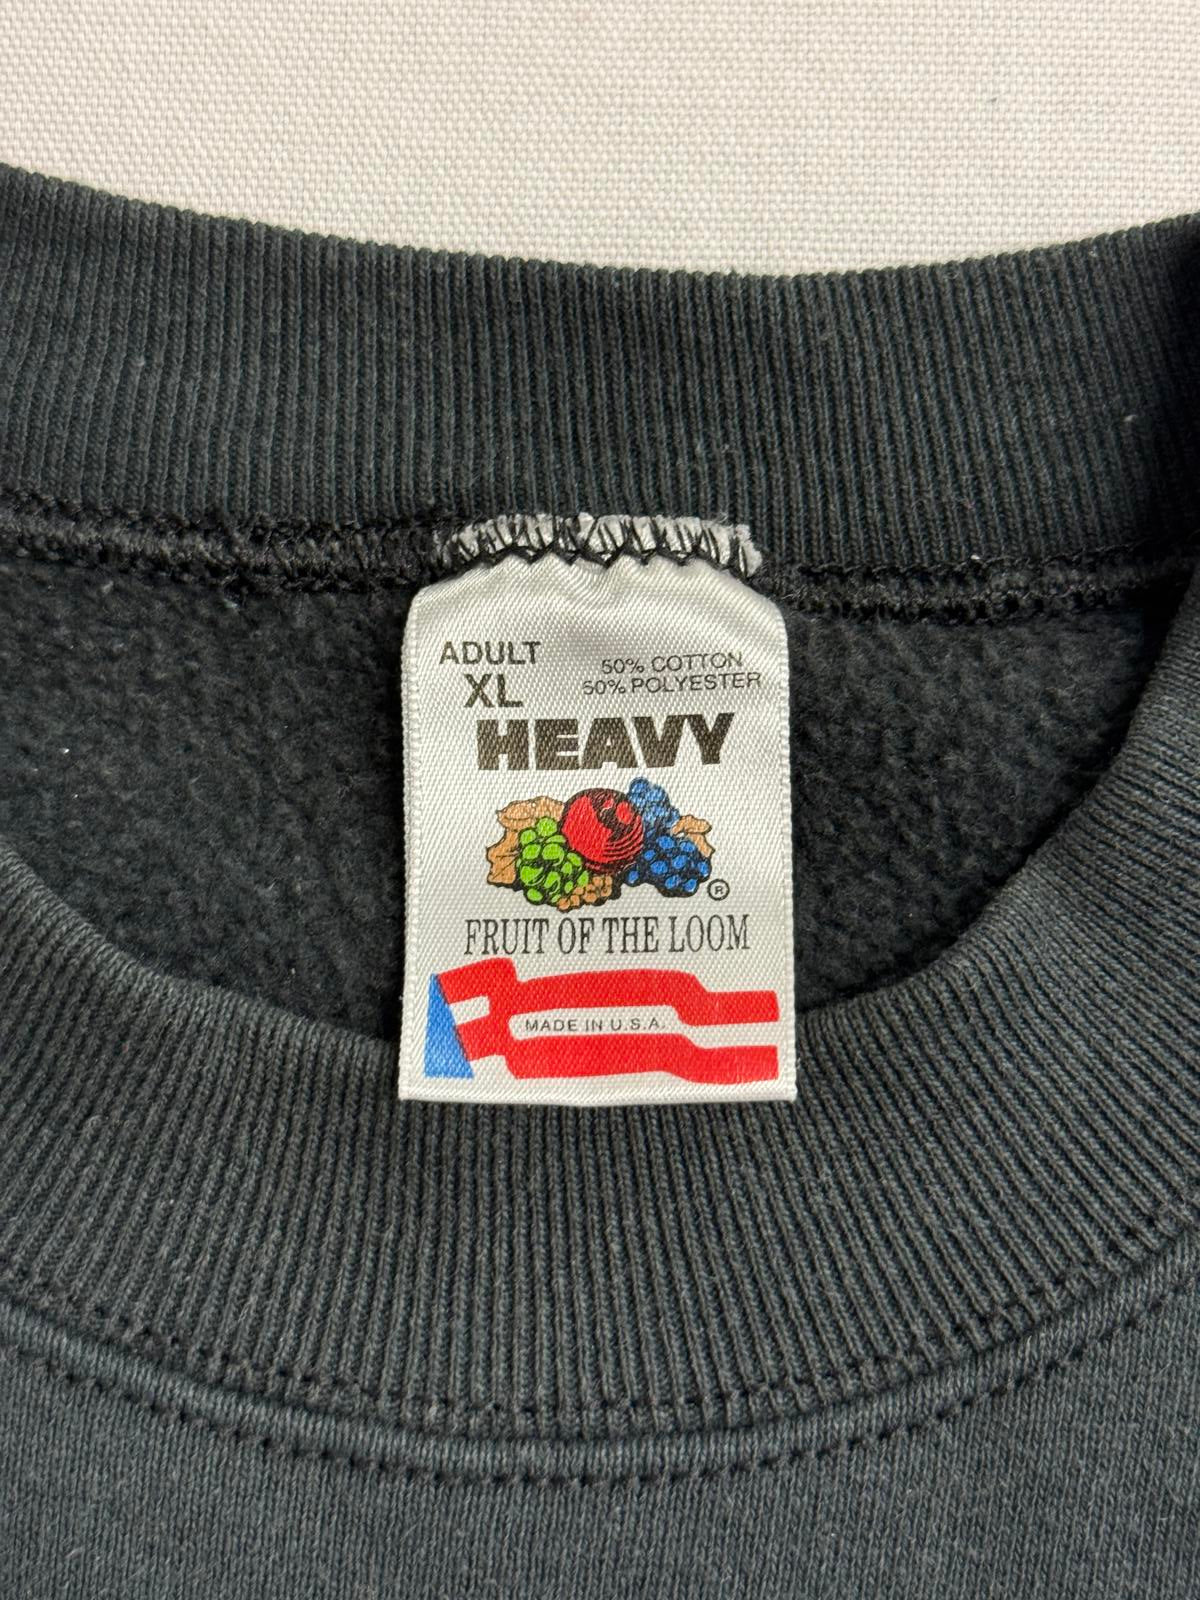 ADULT
XL
50% COTTON
50% POLYESTER
HEAVY
®
FRUIT OF THE LOOM
MADE IN U.S.A.